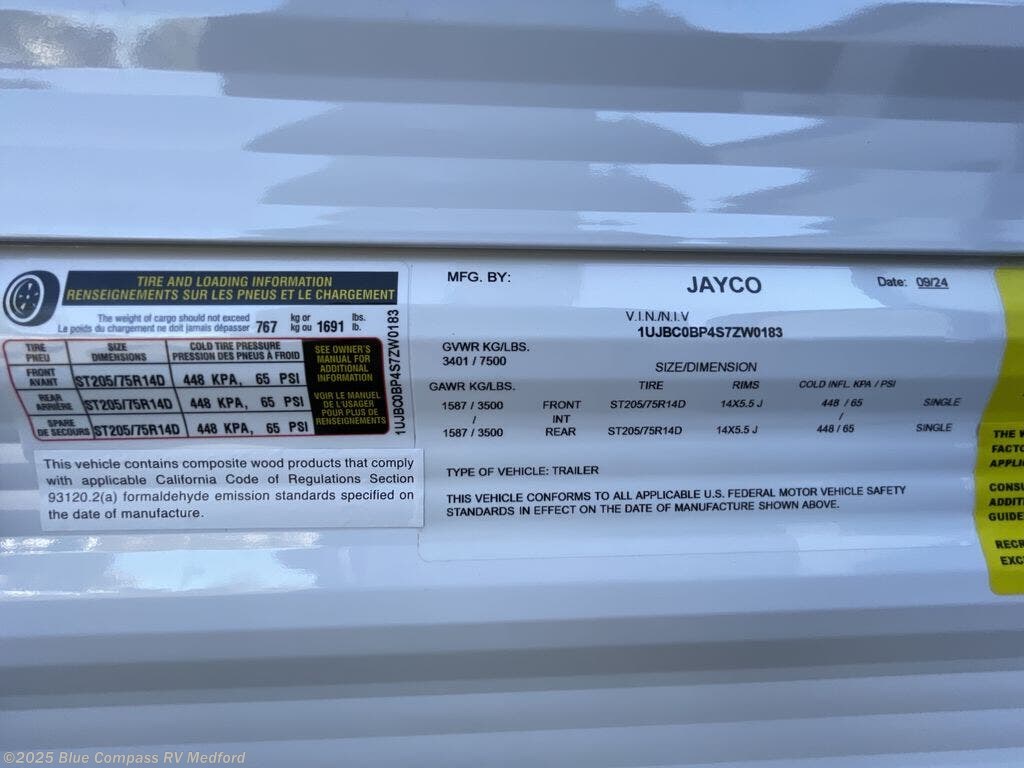 TIRE AND LOADING INFORMATION
RENSEIGNEMENTS SUR LES PNEUS ET LE CHARGEMENT
The weight of cargo should not exceed
Le poids du chargement ne doit jamais dépasser
767 kg or 1691 lbs.
kg ou lb.
TIRE SIZE COLD TIRE PRESSURE
PNEU DIMENSIONS PRESSION DES PNEUS À FROID
FRONT
AVANT ST205/75R14D 448 KPA, 65 PSI
REAR
ARRIÈRE ST205/75R14D 448 KPA, 65 PSI
SPARE
DE SECOURS ST205/75R14D 448 KPA, 65 PSI
SEE OWNER'S
MANUAL FOR
ADDITIONAL
INFORMATION
VOIR LE MANUEL
DE L'USAGER
POUR PLUS DE
RENSEIGNEMENTS
1UJBC0BP4S7ZW0183
This vehicle contains composite wood products that comply
with applicable California Code of Regulations Section
93120.2(a) formaldehyde emission standards specified on
the date of manufacture.
MFG. BY: JAYCO Date: 09/24
V.I.N./N.I.V
1UJBC0BP4S7ZW0183
GVWR KG/LBS.
3401 / 7500
SIZE/DIMENSION
GAWR KG/LBS. TIRE RIMS COLD INFL. KPA / PSI
1587 / 3500 FRONT ST205/75R14D 14X5.5 J 448 / 65 SINGLE
/ INT /
1587 / 3500 REAR ST205/75R14D 14X5.5 J 448 / 65 SINGLE
TYPE OF VEHICLE: TRAILER
THIS VEHICLE CONFORMS TO ALL APPLICABLE U.S. FEDERAL MOTOR VEHICLE SAFETY
STANDARDS IN EFFECT ON THE DATE OF MANUFACTURE SHOWN ABOVE.
THE
FACTO
APPLI
CONSU
ADDIT
GUIDE
RECR
EXC
©2025 Blue Compass RV Medford